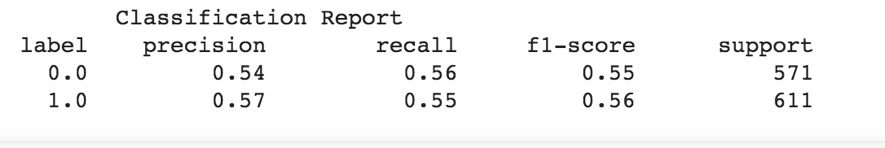 Classification Report
label precision recall f1-score support
0.0 0.54 0.56 0.55 571
1.0 0.57 0.55 0.56 611